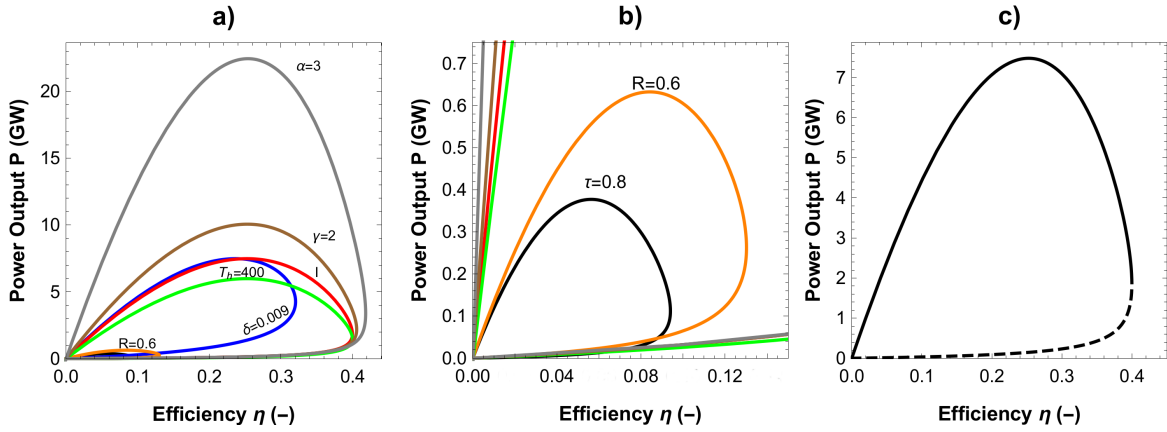 a)
b)
c)
Power Output P (GW)
20
15
10
5
0
α=3
γ=2
I
T_h=400
δ=0.009
R=0.6
0.0 0.1 0.2 0.3 0.4
Efficiency η (–)
Power Output P (GW)
0.7
0.6
0.5
0.4
0.3
0.2
0.1
0.0
R=0.6
τ=0.8
0.00 0.04 0.08 0.12
Efficiency η (–)
Power Output P (GW)
7
6
5
4
3
2
1
0
0.0 0.1 0.2 0.3 0.4
Efficiency η (–)